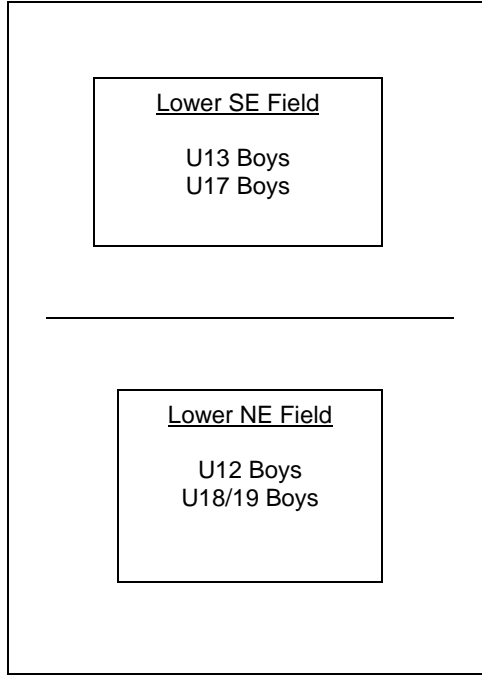 Lower SE Field
U13 Boys
U17 Boys
Lower NE Field
U12 Boys
U18/19 Boys